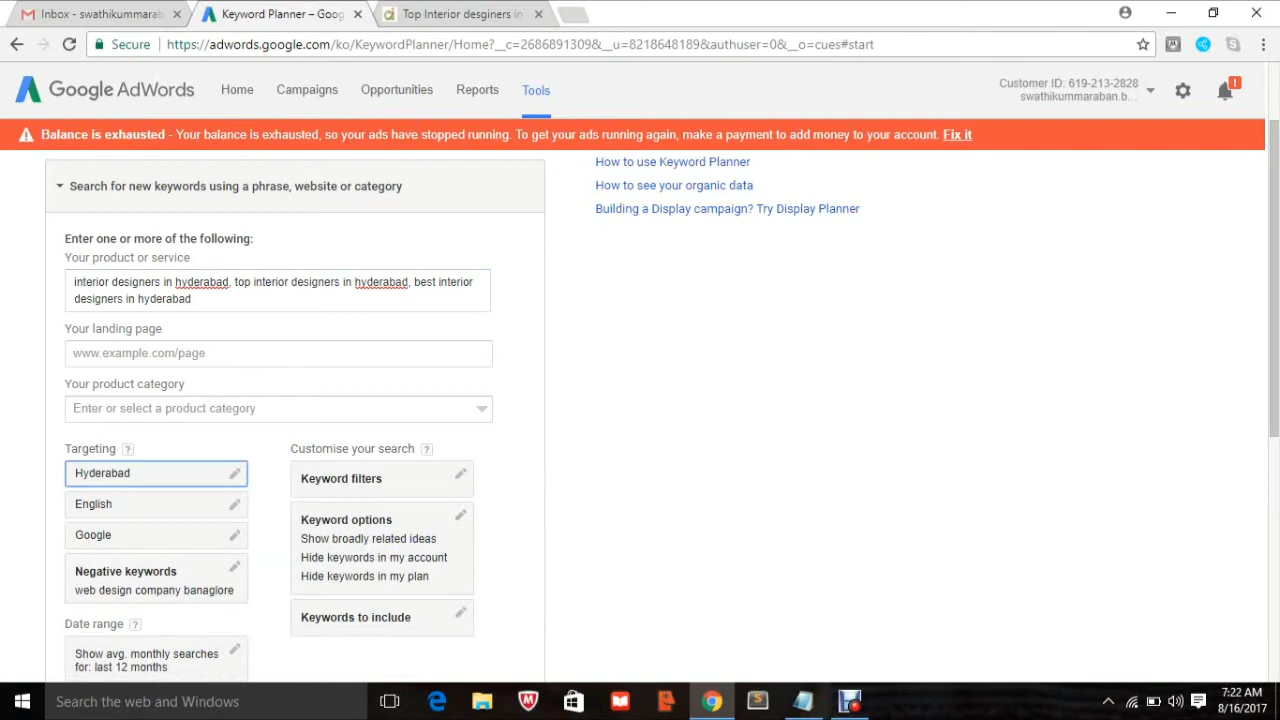 Inbox - swathikummarab
Keyword Planner – Goog
Top Interior desginers in
Secure
https://adwords.google.com/ko/KeywordPlanner/Home?__c=2686891309&__u=8218648189&authuser=0&__o=cues#start
Google AdWords
Home
Campaigns
Opportunities
Reports
Tools
Customer ID: 619-213-2828
swathikummaraban.b...
Balance is exhausted - Your balance is exhausted, so your ads have stopped running. To get your ads running again, make a payment to add money to your account. Fix it
Search for new keywords using a phrase, website or category
How to use Keyword Planner
How to see your organic data
Building a Display campaign? Try Display Planner
Enter one or more of the following:
Your product or service
interior designers in hyderabad, top interior designers in hyderabad, best interior
designers in hyderabad
Your landing page
www.example.com/page
Your product category
Enter or select a product category
Targeting ?
Hyderabad
English
Google
Negative keywords
web design company banaglore
Date range ?
Show avg. monthly searches
for: last 12 months
Customise your search ?
Keyword filters
Keyword options
Show broadly related ideas
Hide keywords in my account
Hide keywords in my plan
Keywords to include
Search the web and Windows
7:22 AM
8/16/2017